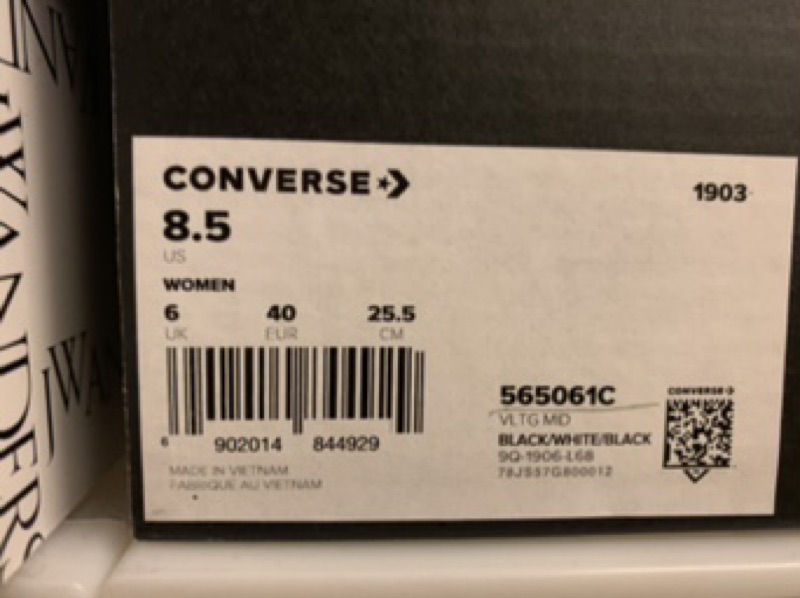 CONVERSE
1903
8.5
US
WOMEN
6 40 25.5
UK EUR CM
6 902014 844929
MADE IN VIETNAM
FABRIQUE AU VIETNAM
565061C
VLTG MID
BLACK/WHITE/BLACK
9Q-1906-L68
CONVERSE
JWAN